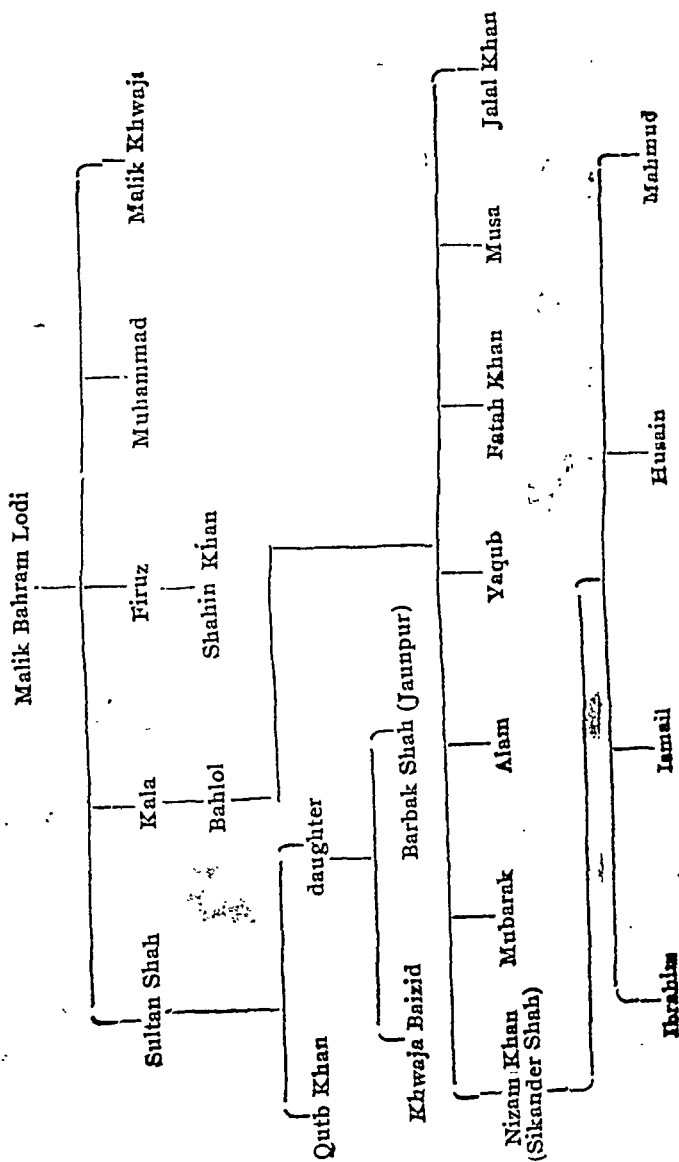 Malik Bahram Lodi
Sultan Shah Kala Firuz Muhammad Malik Khwaji
Bahlol Shahin Khan
Qutb Khan daughter
Khwaja Baizid Barbak Shah (Jaunpur)
Nizam Khan Mubarak Alam Yaqub Fatah Khan Musa Jalal Khan
(Sikander Shah)
Ibrahim Ismail Husain Mahmud